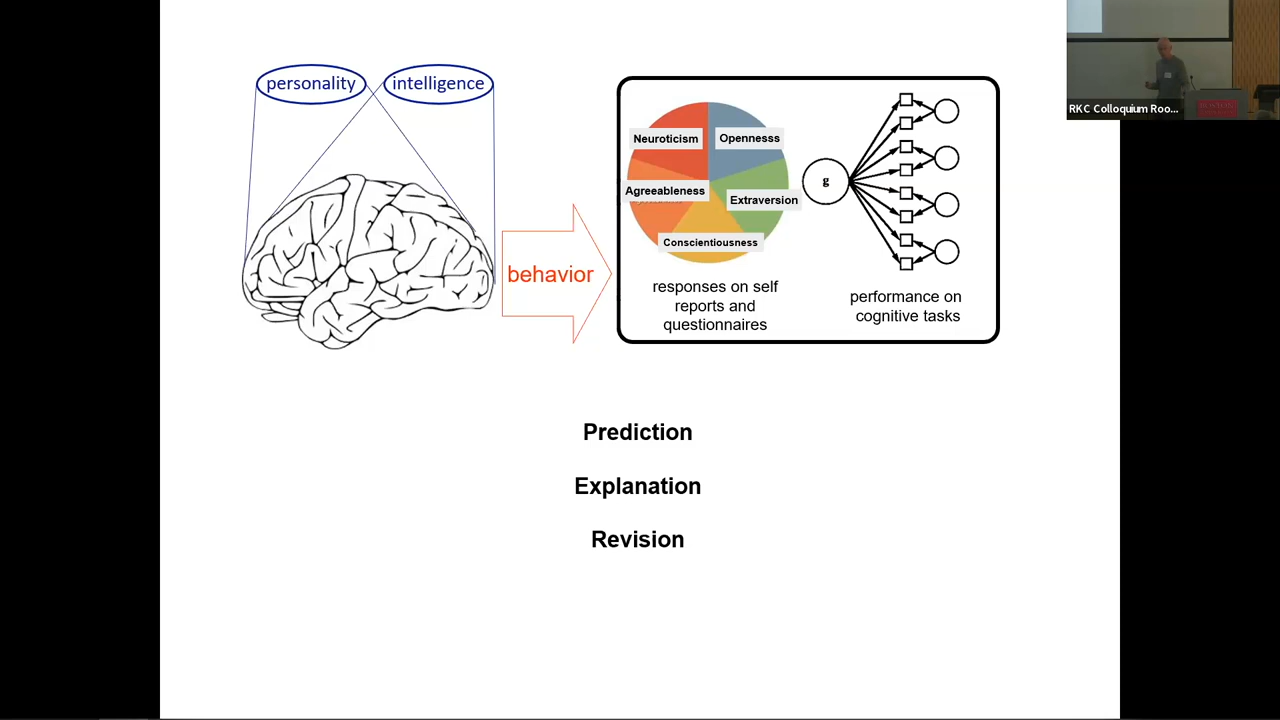 personality
intelligence
RKC Colloquium Roo...
Neuroticism
Opennesss
g
Agreeableness
Extraversion
Conscientiousness
behavior
responses on self
reports and
questionnaires
performance on
cognitive tasks
Prediction
Explanation
Revision